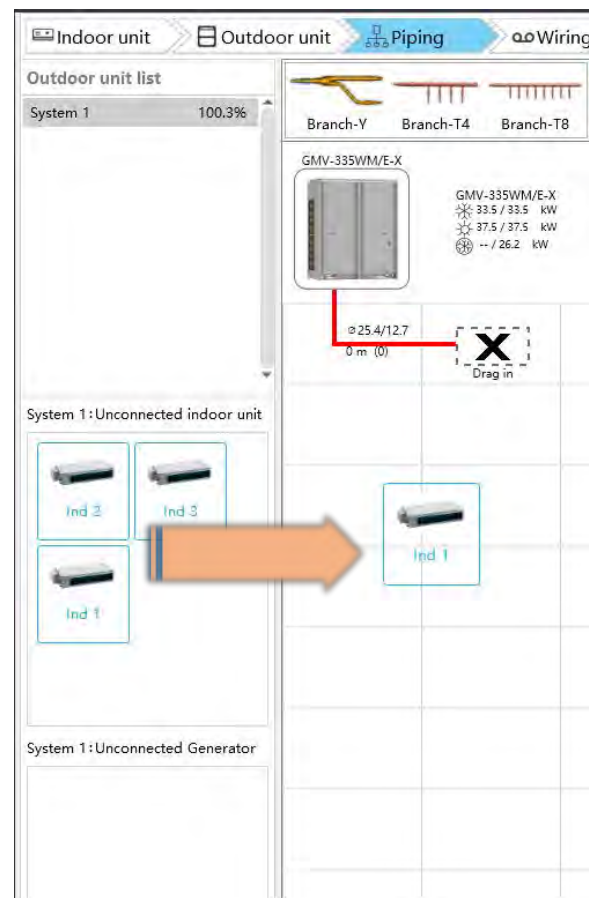 Indoor unit Outdoor unit Piping Wiring
Outdoor unit list
System 1 100.3%
Branch-Y Branch-T4 Branch-T8
GMV-335WM/E-X
GMV-335WM/E-X
33.5 / 33.5 kW
37.5 / 37.5 kW
-- / 26.2 kW
⌀25.4/12.7
0 m (0)
X
Drag in
System 1:Unconnected indoor unit
Ind 2 Ind 3
Ind 1
Ind 1
System 1:Unconnected Generator